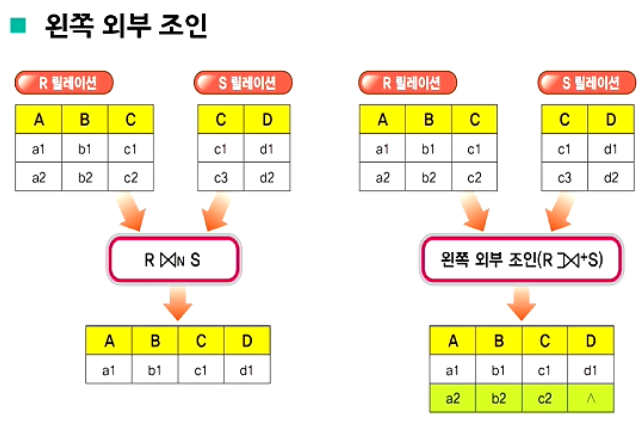 왼쪽 외부 조인
R 릴레이션
A B C
a1 b1 c1
a2 b2 c2
S 릴레이션
C D
c1 d1
c3 d2
R ⋈N S
A B C D
a1 b1 c1 d1
R 릴레이션
A B C
a1 b1 c1
a2 b2 c2
S 릴레이션
C D
c1 d1
c3 d2
왼쪽 외부 조인(R ⟕+S)
A B C D
a1 b1 c1 d1
a2 b2 c2 ∧